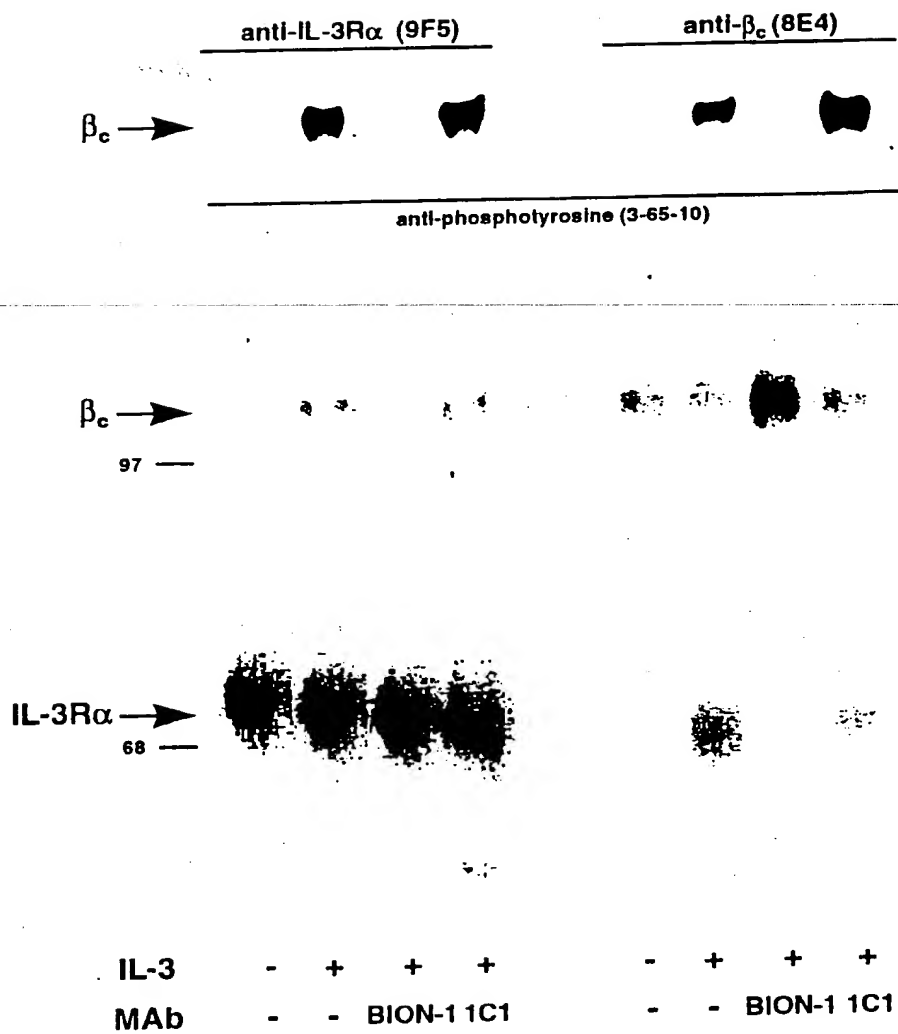 anti-IL-3Rα (9F5) anti-βc (8E4)
βc
anti-phosphotyrosine (3-65-10)
βc
97
IL-3Rα
68
IL-3 - + + + - + + +
MAb - - BION-1 1C1 - - BION-1 1C1